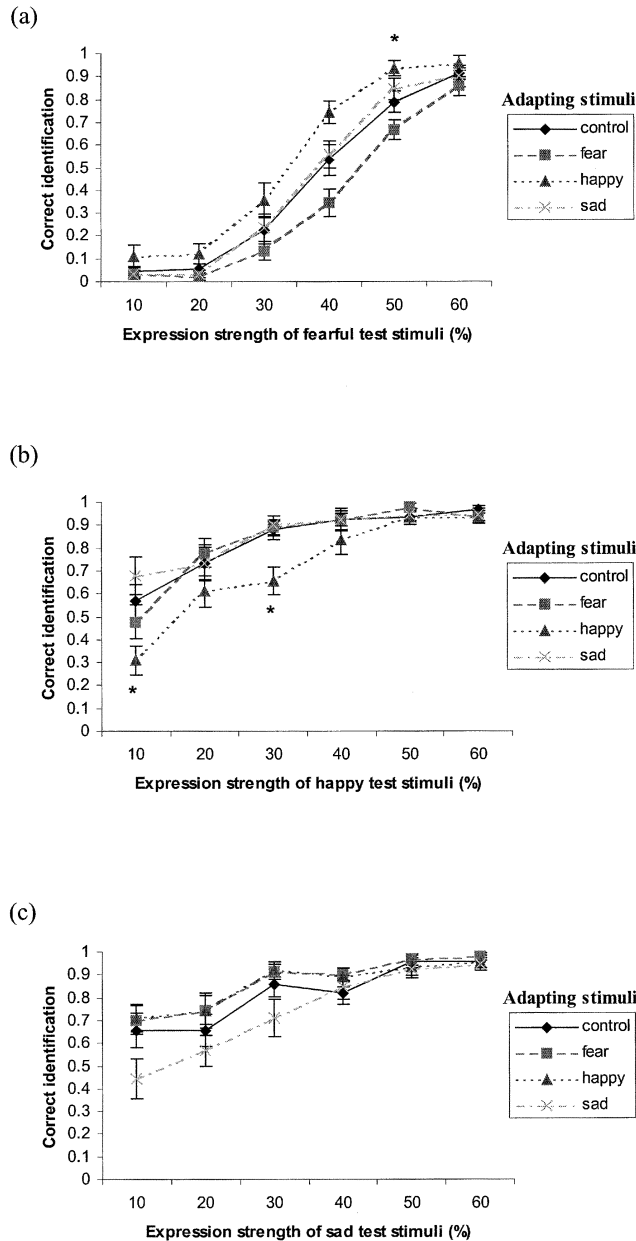 (a)
*
1
0.9
0.8
0.7
0.6
0.5
0.4
0.3
0.2
0.1
0
Correct identification
10 20 30 40 50 60
Expression strength of fearful test stimuli (%)
Adapting stimuli
control
fear
happy
sad
(b)
1
0.9
0.8
0.7
0.6
0.5
0.4
0.3
0.2
0.1
0
Correct identification
*
*
10 20 30 40 50 60
Expression strength of happy test stimuli (%)
Adapting stimuli
control
fear
happy
sad
(c)
1
0.9
0.8
0.7
0.6
0.5
0.4
0.3
0.2
0.1
0
Correct identification
10 20 30 40 50 60
Expression strength of sad test stimuli (%)
Adapting stimuli
control
fear
happy
sad